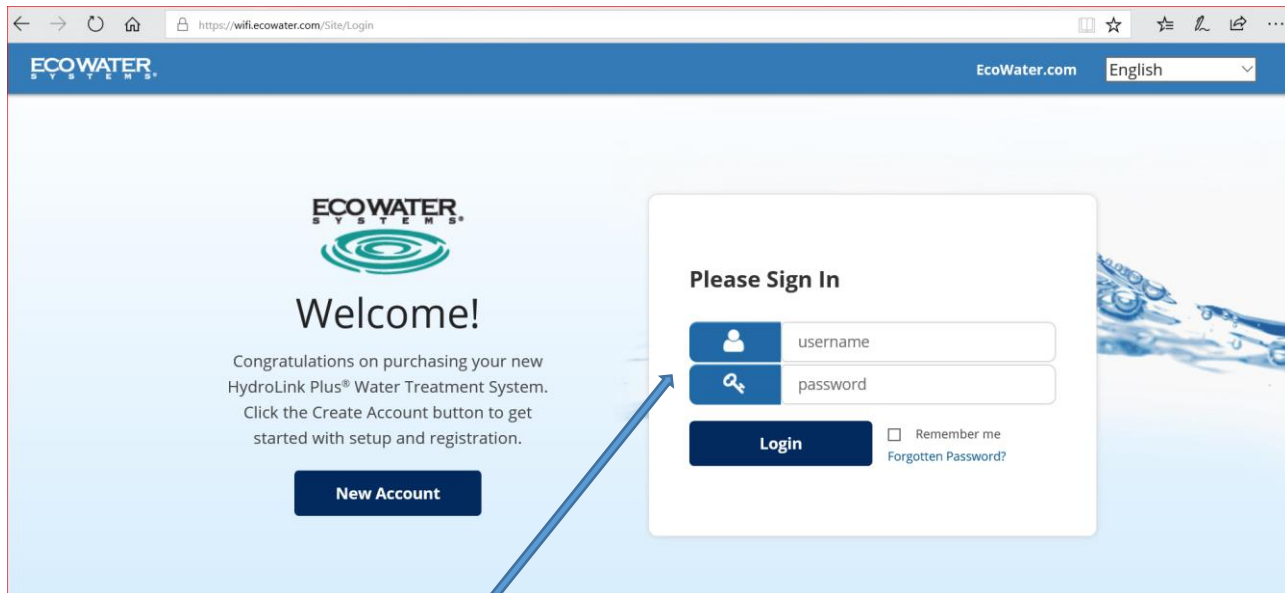 https://wifi.ecowater.com/Site/Login
ECOWATER
SYSTEMS®
EcoWater.com
English
ECOWATER
SYSTEMS®
Welcome!
Congratulations on purchasing your new
HydroLink Plus® Water Treatment System.
Click the Create Account button to get
started with setup and registration.
New Account
Please Sign In
username
password
Login
Remember me
Forgotten Password?